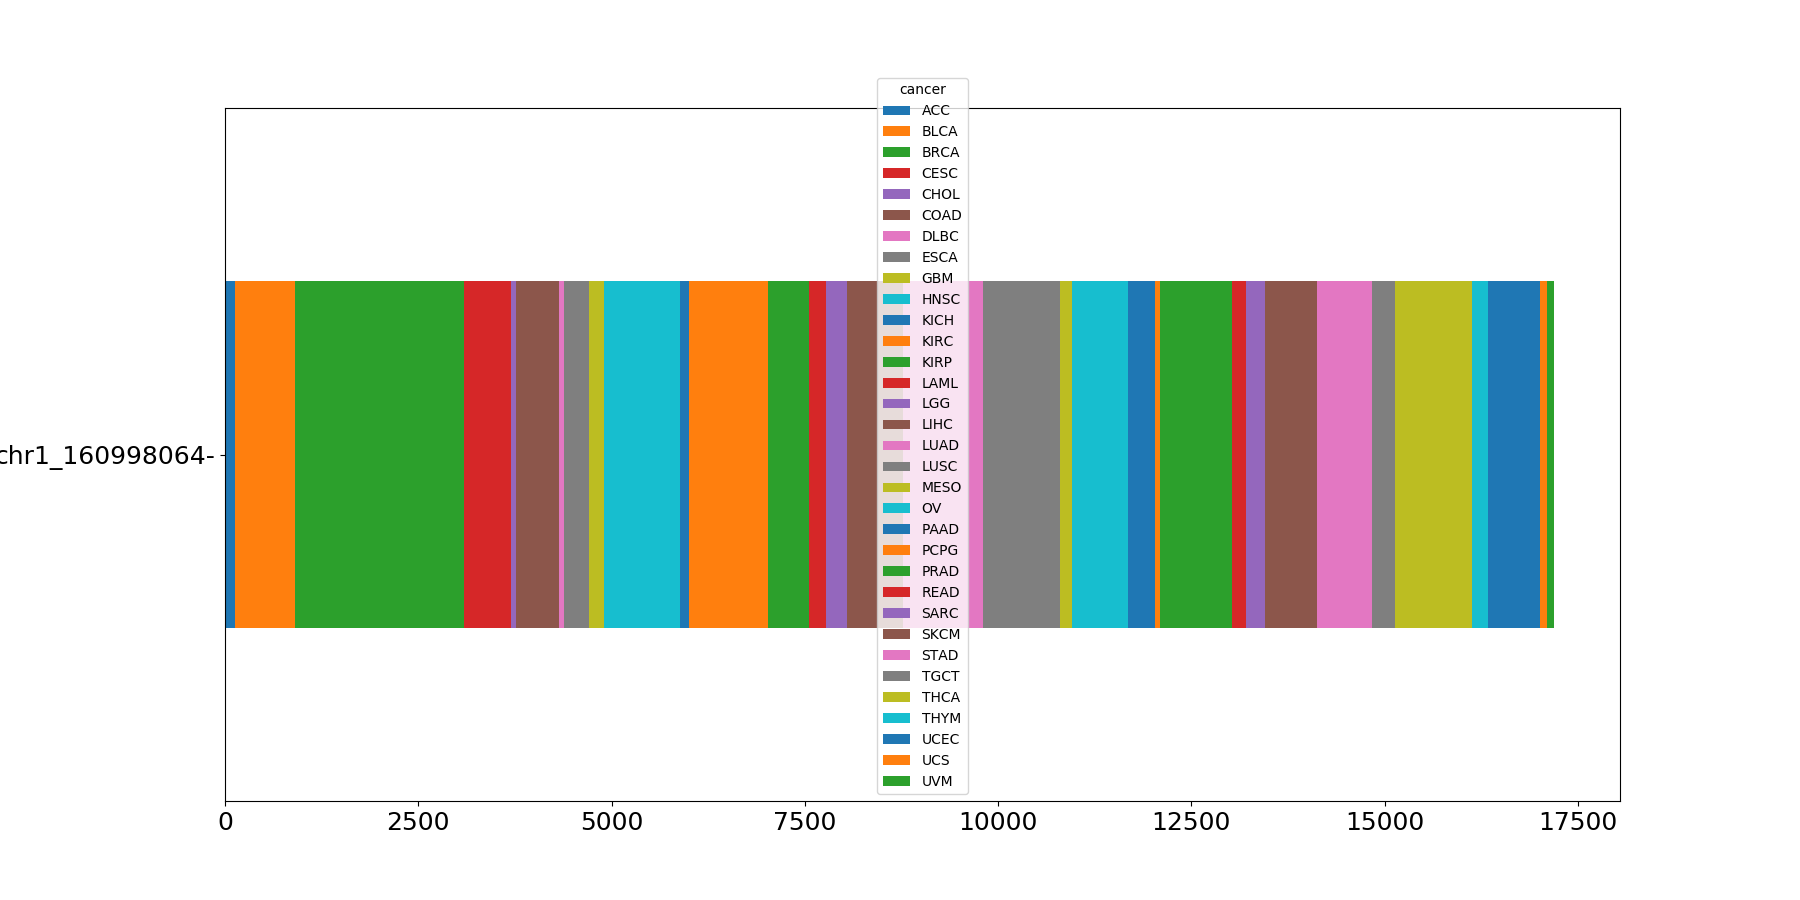 cancer
ACC
BLCA
BRCA
CESC
CHOL
COAD
DLBC
ESCA
GBM
HNSC
KICH
KIRC
KIRP
LAML
LGG
LIHC
LUAD
LUSC
MESO
OV
PAAD
PCPG
PRAD
READ
SARC
SKCM
STAD
TGCT
THCA
THYM
UCEC
UCS
UVM
chr1_160998064-
0 2500 5000 7500 10000 12500 15000 17500